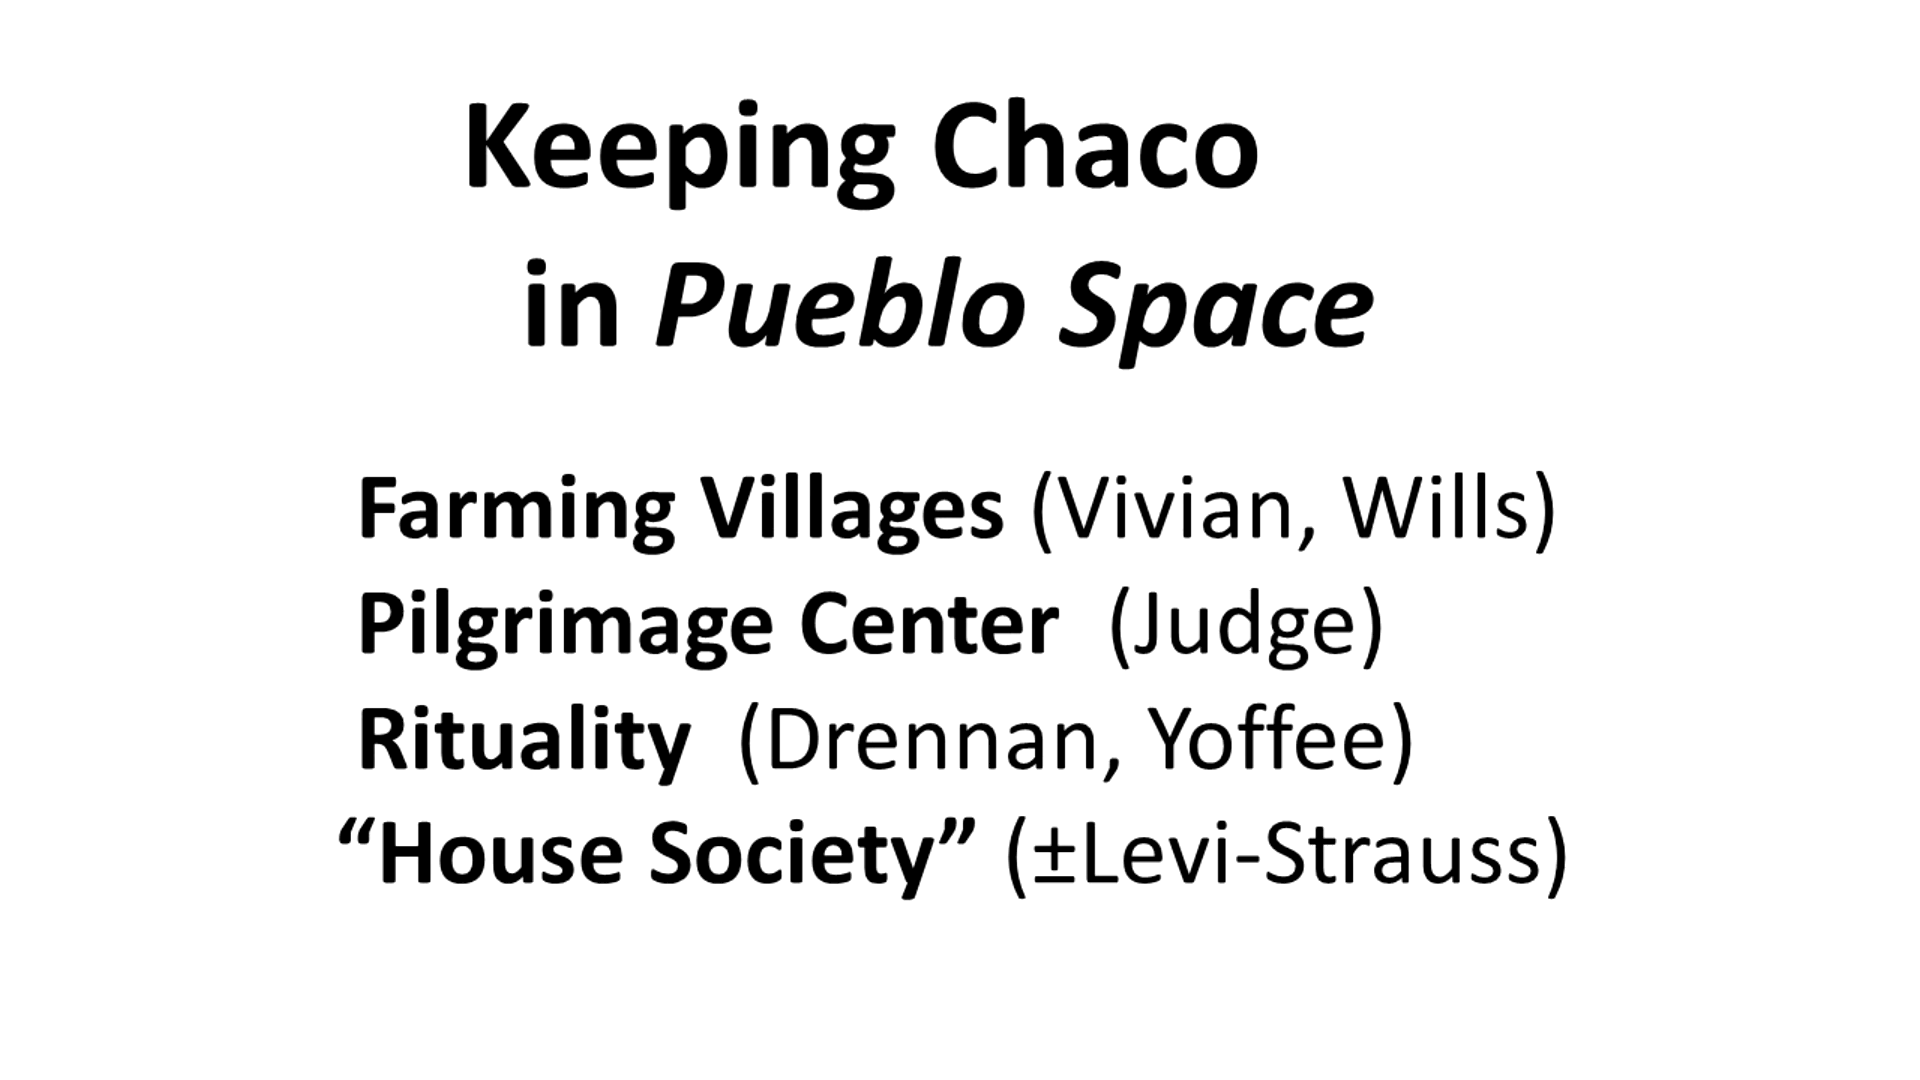 Keeping Chaco
in Pueblo Space
Farming Villages (Vivian, Wills)
Pilgrimage Center (Judge)
Rituality (Drennan, Yoffee)
“House Society” (±Levi-Strauss)